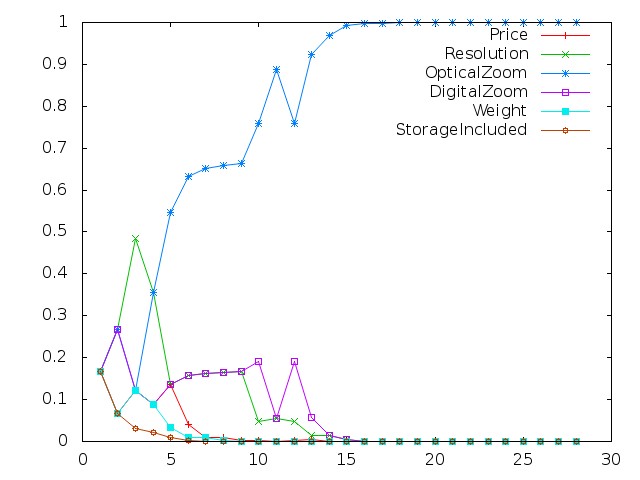 1
Price
Resolution
0.9
OpticalZoom
DigitalZoom
0.8
Weight
StorageIncluded
0.7
0.6
0.5
0.4
0.3
0.2
0.1
0
0 5 10 15 20 25 30